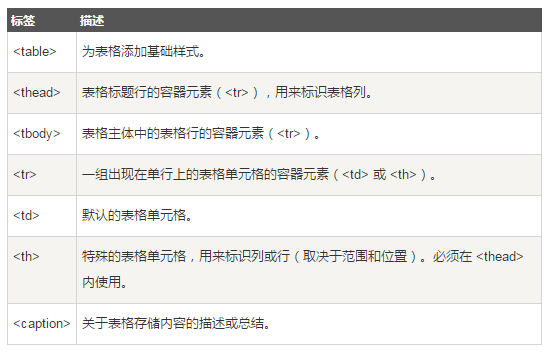 标签 描述
<table> 为表格添加基础样式。
<thead> 表格标题行的容器元素（<tr>），用来标识表格列。
<tbody> 表格主体中的表格行的容器元素（<tr>）。
<tr> 一组出现在单行上的表格单元格的容器元素（<td> 或 <th>）。
<td> 默认的表格单元格。
<th> 特殊的表格单元格，用来标识列或行（取决于范围和位置）。必须在 <thead>
内使用。
<caption> 关于表格存储内容的描述或总结。